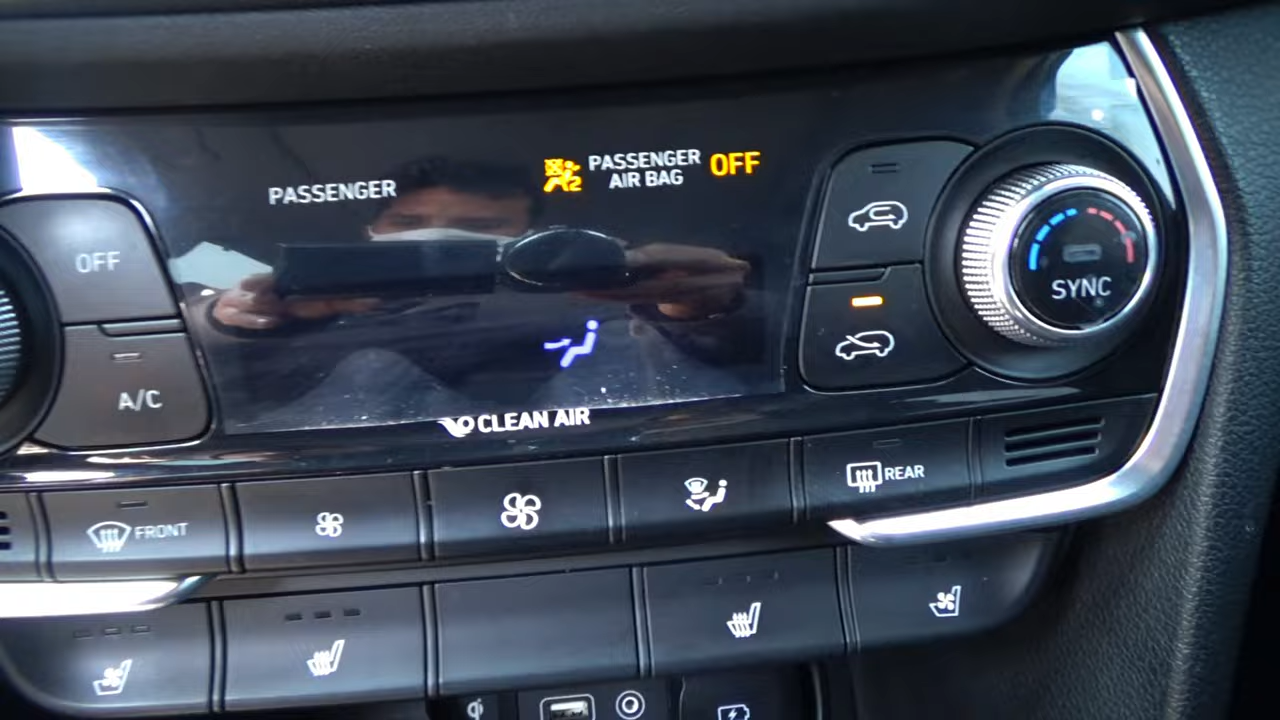 PASSENGER
AIR BAG
OFF
PASSENGER
OFF
SYNC
A/C
CLEAN AIR
REAR
FRONT